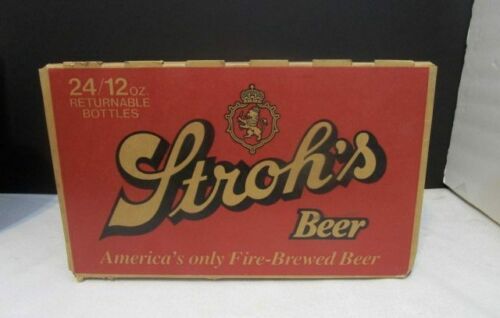 24/12 oz.
RETURNABLE
BOTTLES
Stroh's
Beer
America's only Fire-Brewed Beer